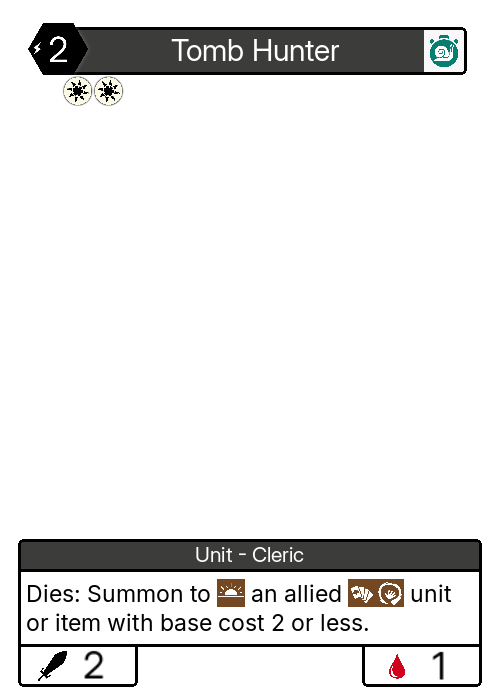 2
Tomb Hunter
Unit - Cleric
Dies: Summon to an allied unit
or item with base cost 2 or less.
2
1